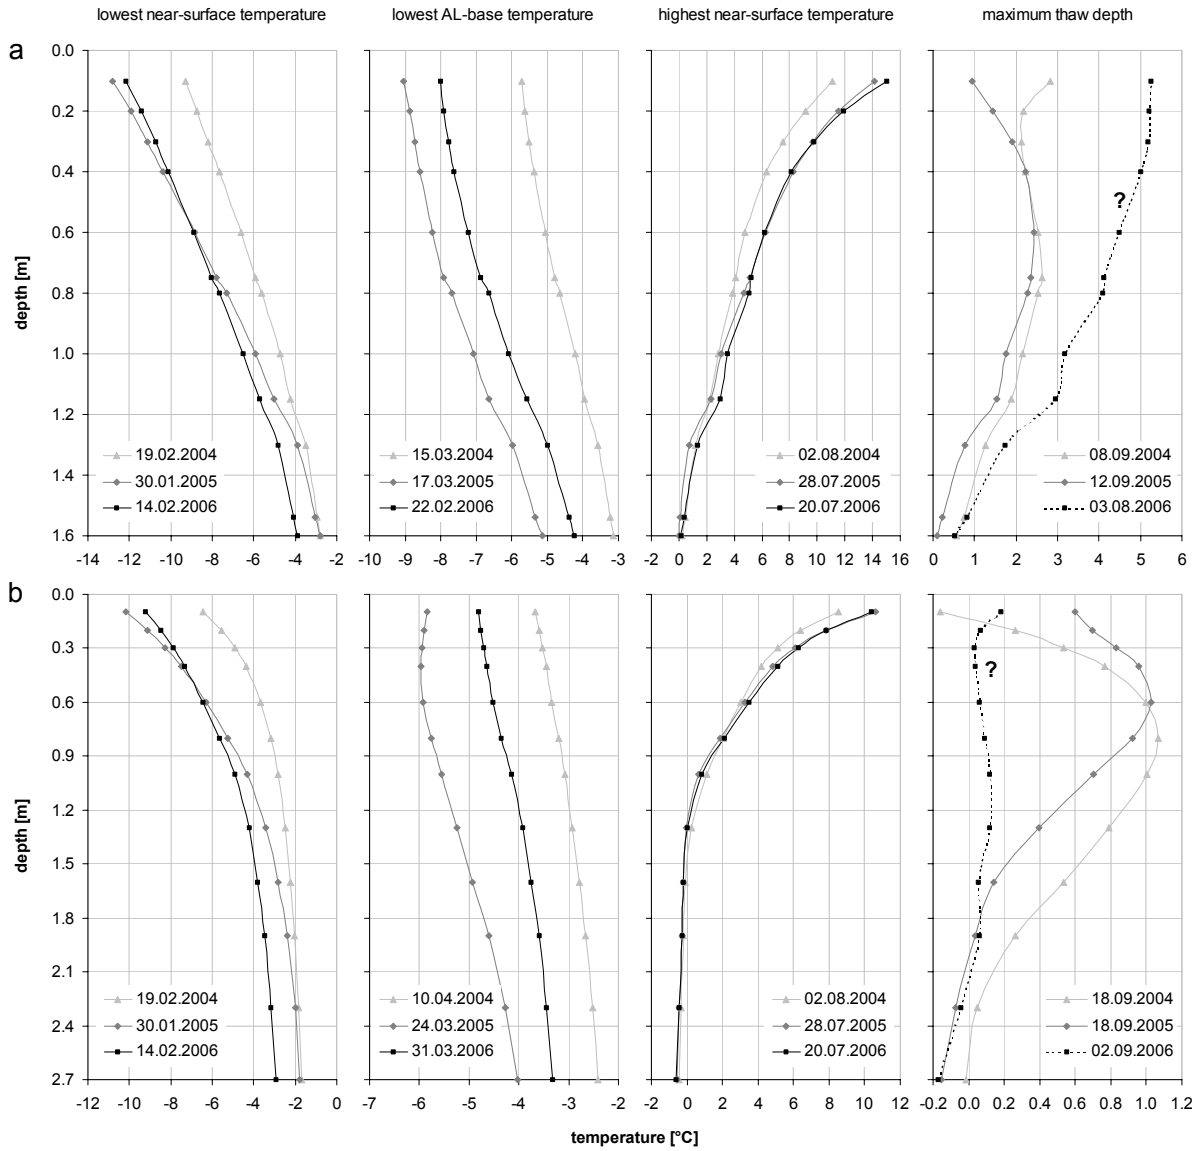 lowest near-surface temperature
lowest AL-base temperature
highest near-surface temperature
maximum thaw depth
a
depth [m]
0.0
0.2
0.4
0.6
0.8
1.0
1.2
1.4
1.6
19.02.2004
30.01.2005
14.02.2006
-14 -12 -10 -8 -6 -4 -2
15.03.2004
17.03.2005
22.02.2006
-10 -9 -8 -7 -6 -5 -4 -3
02.08.2004
28.07.2005
20.07.2006
-2 0 2 4 6 8 10 12 14 16
?
08.09.2004
12.09.2005
03.08.2006
0 1 2 3 4 5 6
b
depth [m]
0.0
0.3
0.6
0.9
1.2
1.5
1.8
2.1
2.4
2.7
19.02.2004
30.01.2005
14.02.2006
-12 -10 -8 -6 -4 -2 0
10.04.2004
24.03.2005
31.03.2006
-7 -6 -5 -4 -3 -2
02.08.2004
28.07.2005
20.07.2006
-2 0 2 4 6 8 10 12
?
18.09.2004
18.09.2005
02.09.2006
-0.2 0.0 0.2 0.4 0.6 0.8 1.0 1.2
temperature [°C]